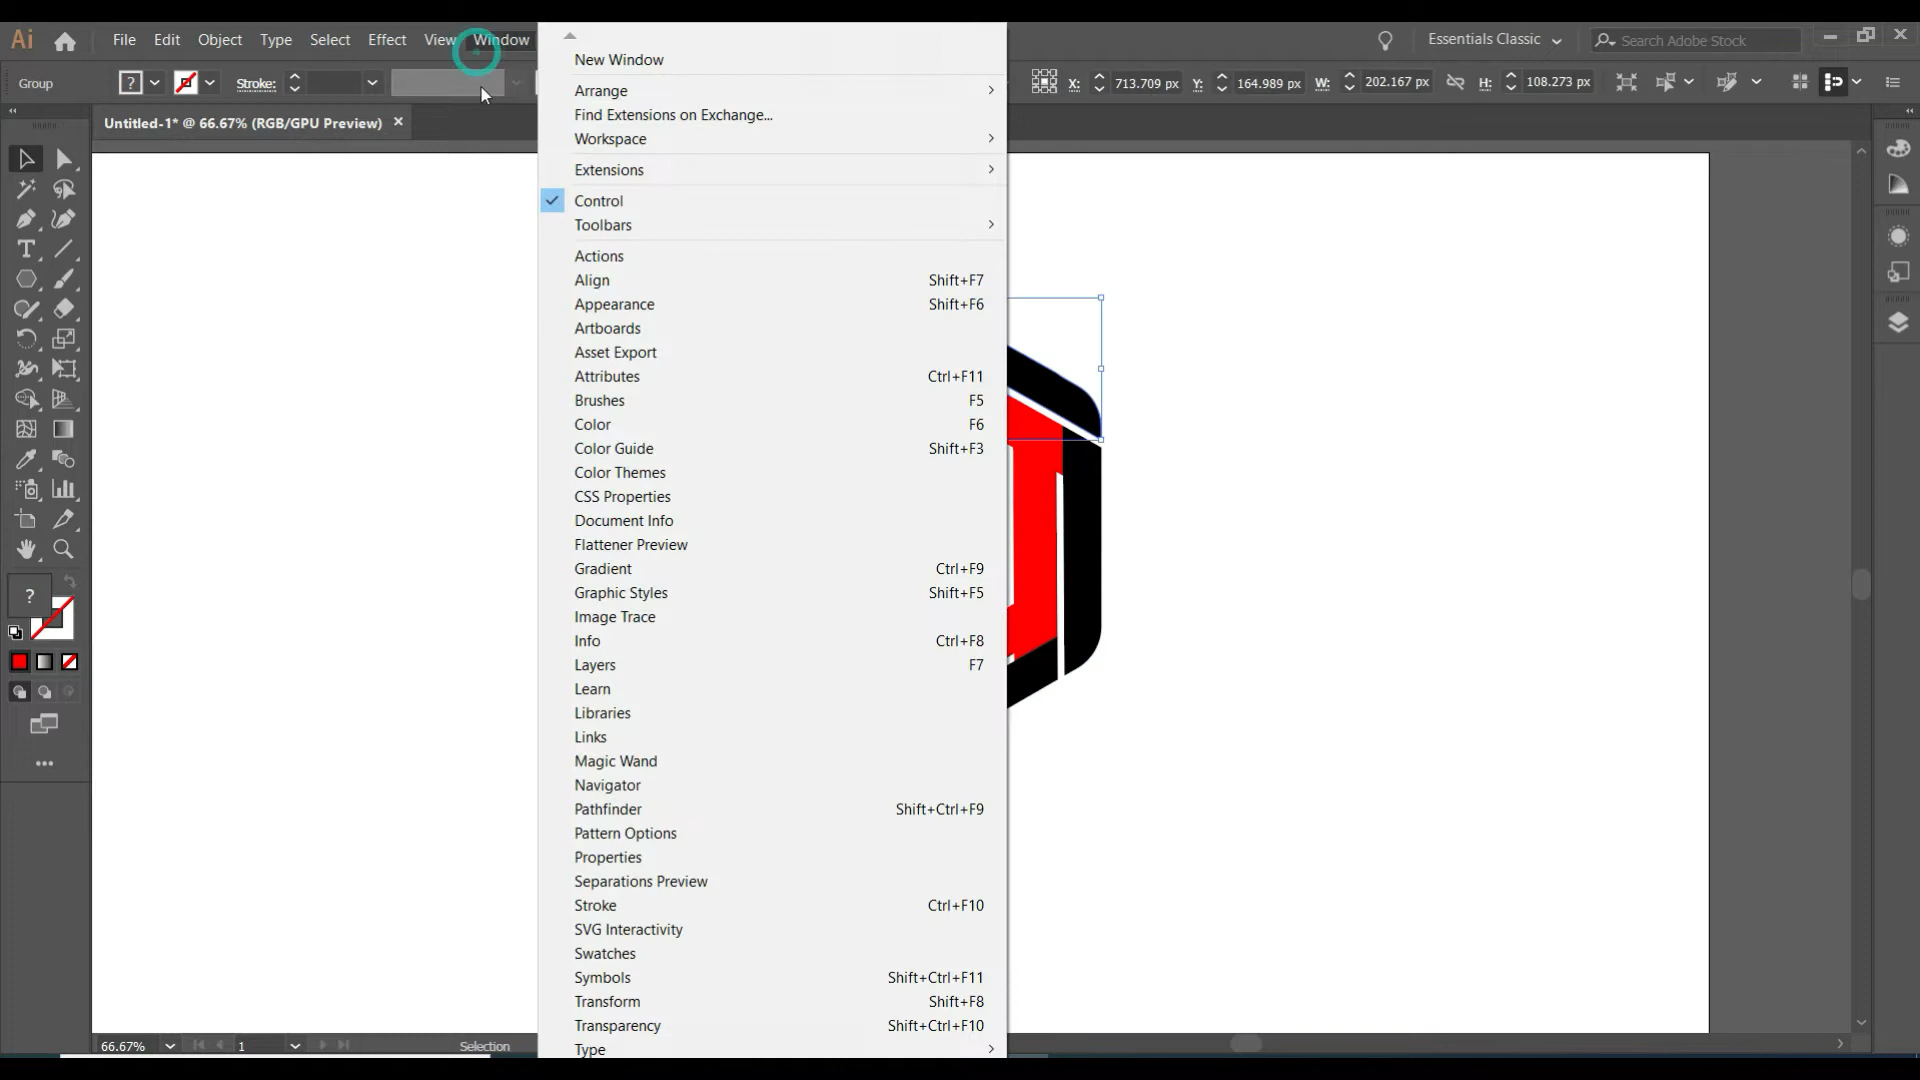 Ai File Edit Object Type Select Effect View Window Essentials Classic Search Adobe Stock
Group ? Stroke: X: 713.709 px Y: 164.989 px W: 202.167 px H: 108.273 px
Untitled-1* @ 66.67% (RGB/GPU Preview) ×
New Window
Arrange
Find Extensions on Exchange...
Workspace
Extensions
Control
Toolbars
Actions
Align Shift+F7
Appearance Shift+F6
Artboards
Asset Export
Attributes Ctrl+F11
Brushes F5
Color F6
Color Guide Shift+F3
Color Themes
CSS Properties
Document Info
Flattener Preview
Gradient Ctrl+F9
Graphic Styles Shift+F5
Image Trace
Info Ctrl+F8
Layers F7
Learn
Libraries
Links
Magic Wand
Navigator
Pathfinder Shift+Ctrl+F9
Pattern Options
Properties
Separations Preview
Stroke Ctrl+F10
SVG Interactivity
Swatches
Symbols Shift+Ctrl+F11
Transform Shift+F8
Transparency Shift+Ctrl+F10
Type
?
66.67% 1 Selection